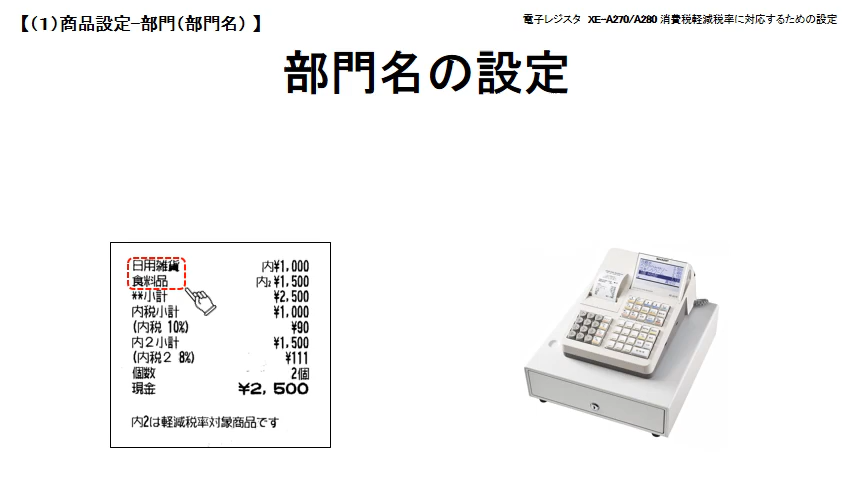 【（１）商品設定-部門（部門名）】
電子レジスタ XE-A270/A280 消費税軽減税率に対応するための設定
部門名の設定
日用雑貨 内¥1,000
食料品 内2¥1,500
**小計 ¥2,500
内税小計 ¥1,000
(内税 10%) ¥90
内２小計 ¥1,500
(内税２ 8%) ¥111
個数 2個
現金 ¥2,500
内2は軽減税率対象商品です